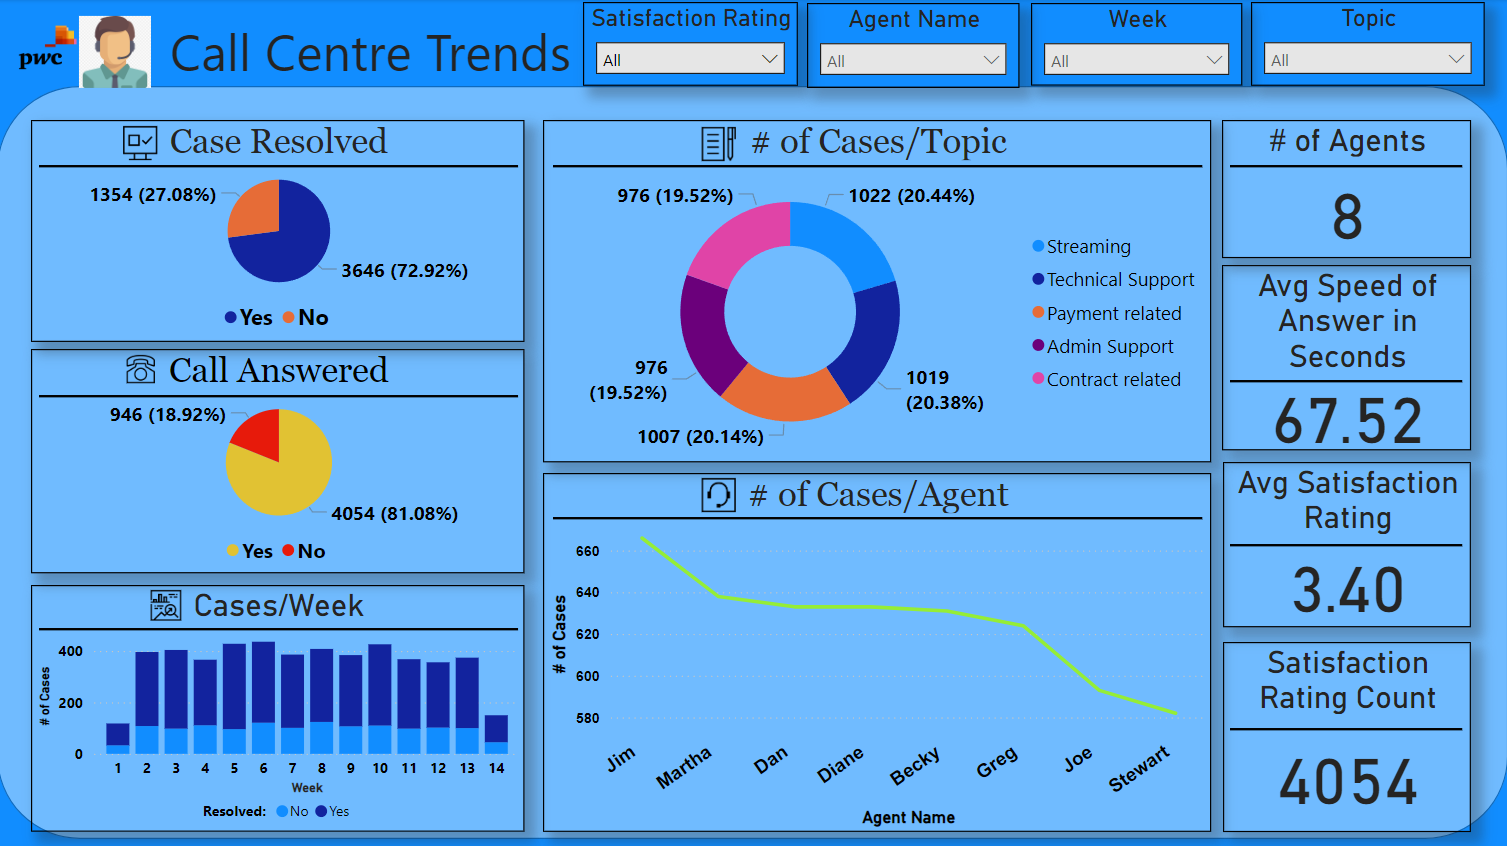 pwc
Call Centre Trends
Satisfaction Rating
All
Agent Name
All
Week
All
Topic
All
Case Resolved
1354 (27.08%)
3646 (72.92%)
Yes No
Call Answered
946 (18.92%)
4054 (81.08%)
Yes No
Cases/Week
# of Cases
400
200
0
1 2 3 4 5 6 7 8 9 10 11 12 13 14
Week
Resolved: No Yes
# of Cases/Topic
976 (19.52%)
1022 (20.44%)
976
(19.52%)
1019
(20.38%)
1007 (20.14%)
Streaming
Technical Support
Payment related
Admin Support
Contract related
# of Cases/Agent
# of Cases
660
640
620
600
580
Jim Martha Dan Diane Becky Greg Joe Stewart
Agent Name
# of Agents
8
Avg Speed of
Answer in
Seconds
67.52
Avg Satisfaction
Rating
3.40
Satisfaction
Rating Count
4054